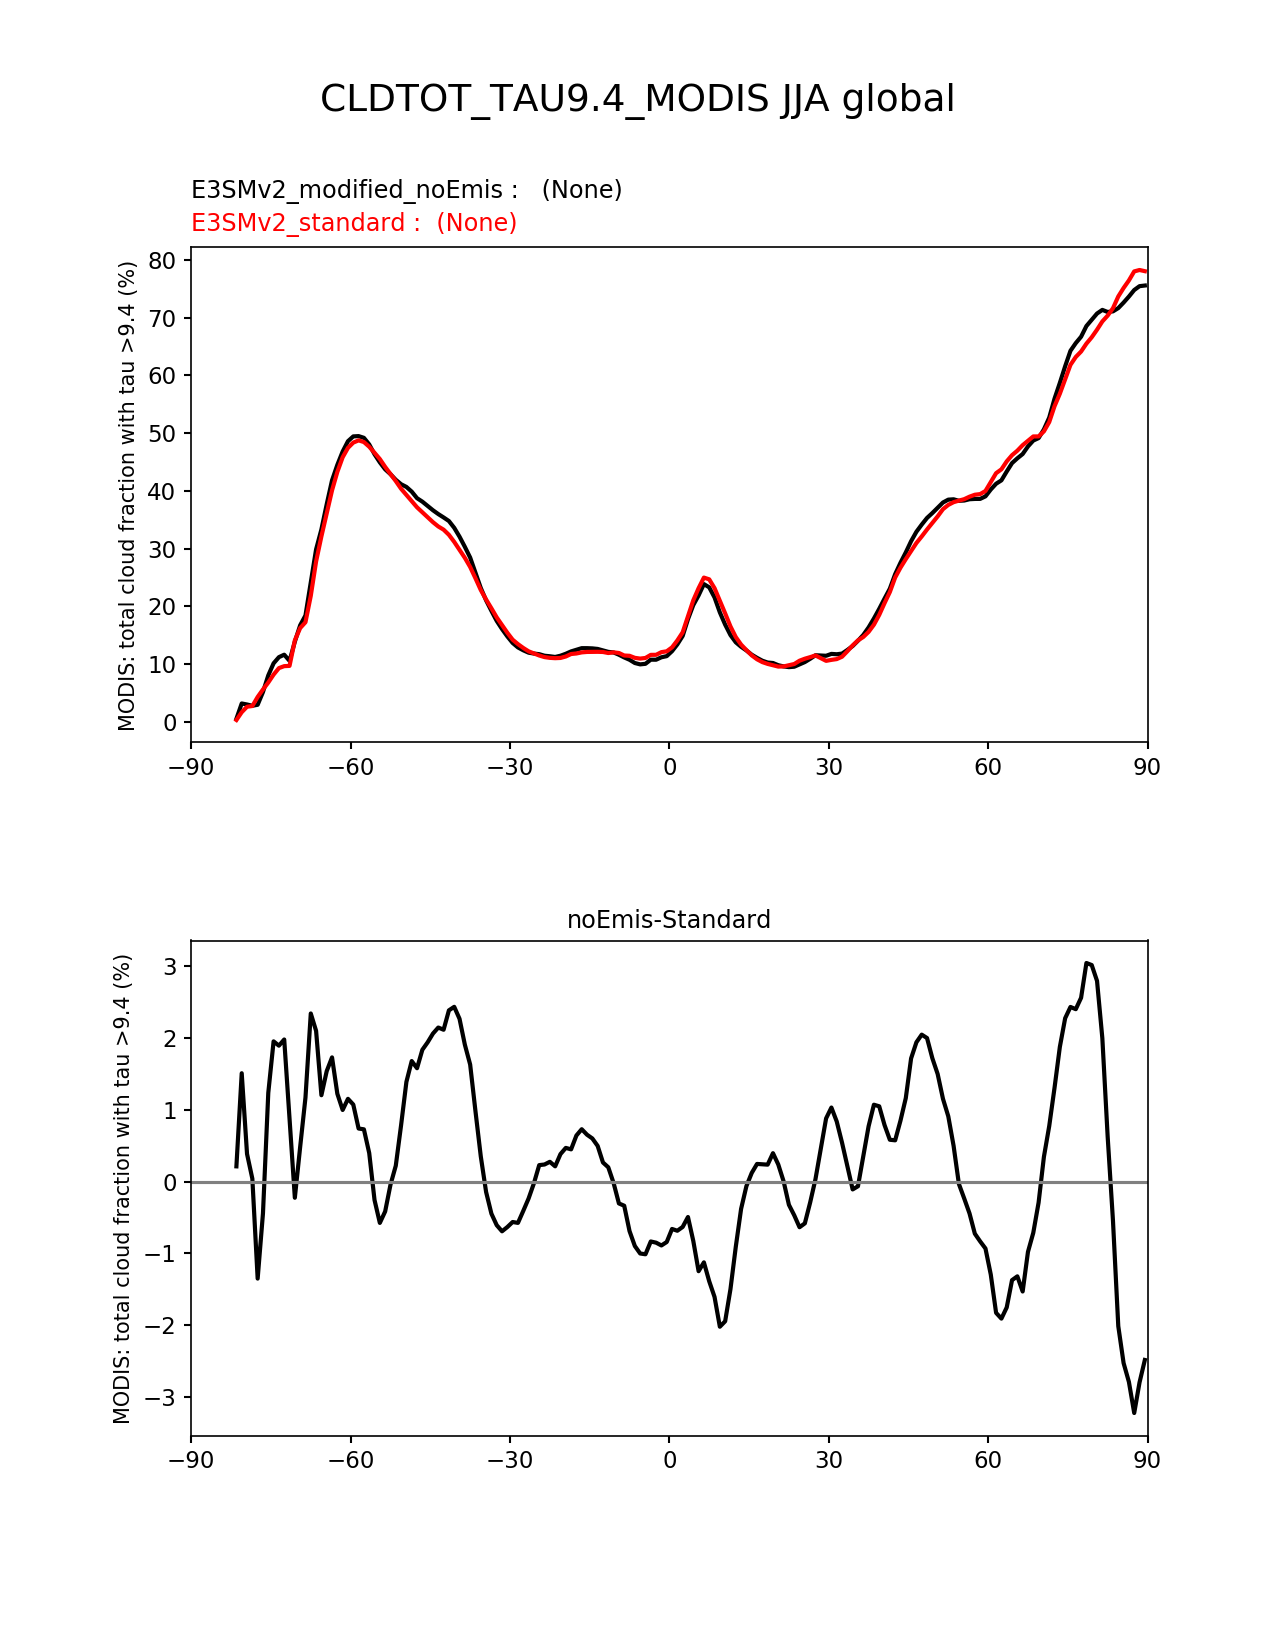 CLDTOT_TAU9.4_MODIS JJA global
E3SMv2_modified_noEmis :   (None)
E3SMv2_standard :  (None)
MODIS: total cloud fraction with tau >9.4 (%)
80
70
60
50
40
30
20
10
0
−90 −60 −30 0 30 60 90
noEmis-Standard
MODIS: total cloud fraction with tau >9.4 (%)
3
2
1
0
−1
−2
−3
−90 −60 −30 0 30 60 90